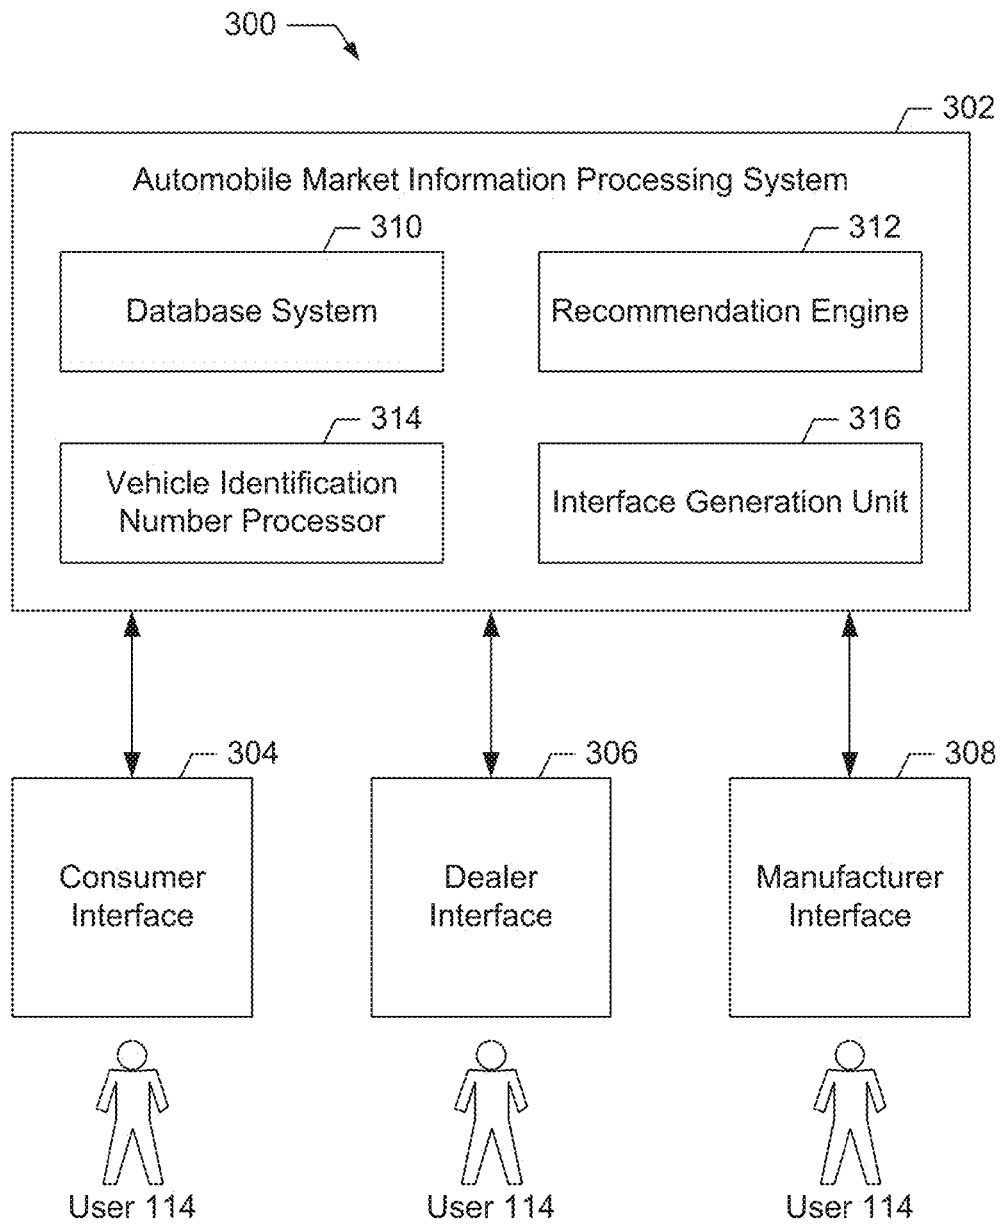 300
302
Automobile Market Information Processing System
310
312
Database System
Recommendation Engine
314
316
Vehicle Identification
Number Processor
Interface Generation Unit
304
306
308
Consumer
Interface
Dealer
Interface
Manufacturer
Interface
User 114
User 114
User 114